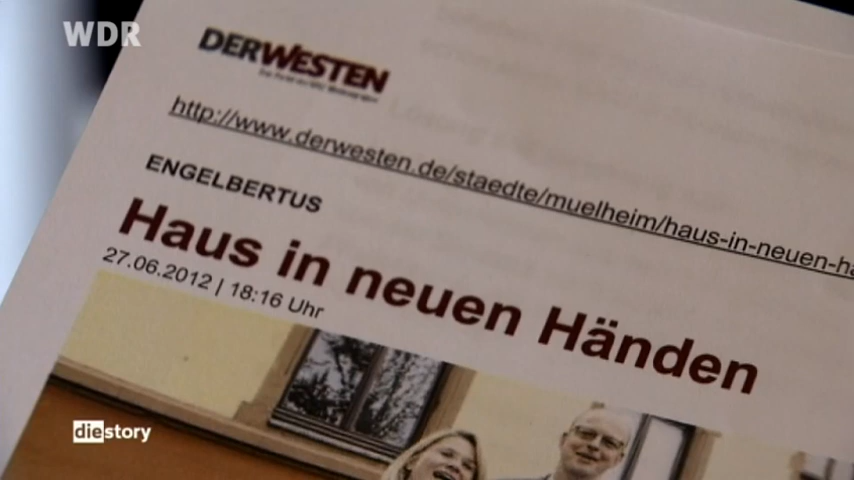 WDR
DERWESTEN
http://www.derwesten.de/staedte/muelheim/haus-in-neuen-ha
ENGELBERTUS
Haus in neuen Händen
27.06.2012 | 18:16 Uhr
diestory